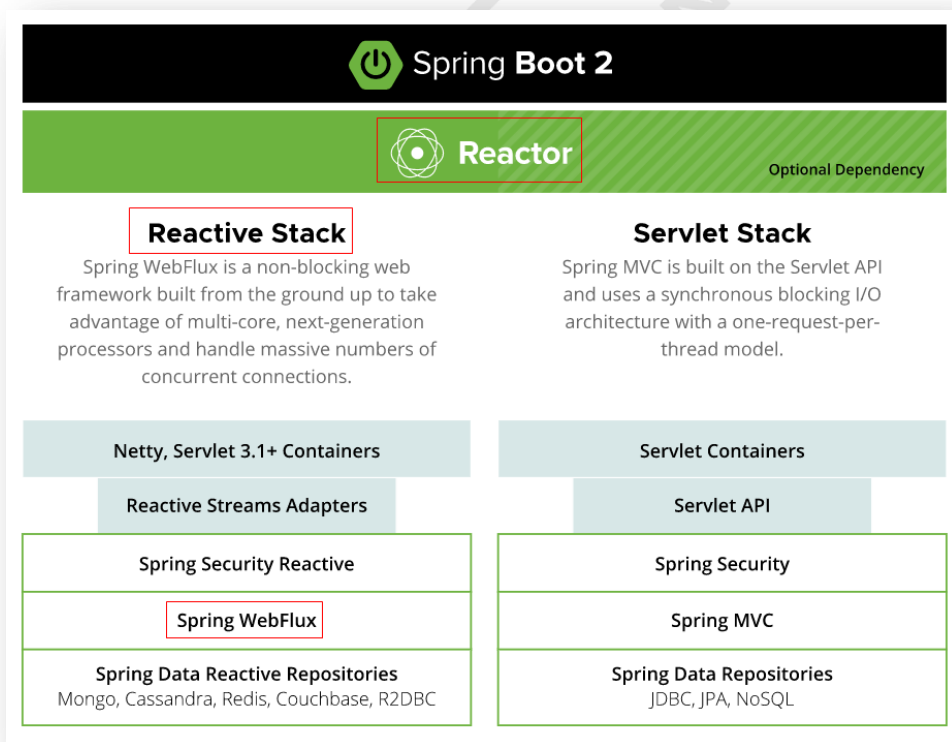 Spring Boot 2
Reactor
Optional Dependency
Reactive Stack
Spring WebFlux is a non-blocking web
framework built from the ground up to take
advantage of multi-core, next-generation
processors and handle massive numbers of
concurrent connections.
Servlet Stack
Spring MVC is built on the Servlet API
and uses a synchronous blocking I/O
architecture with a one-request-per-
thread model.
Netty, Servlet 3.1+ Containers
Servlet Containers
Reactive Streams Adapters
Servlet API
Spring Security Reactive
Spring Security
Spring WebFlux
Spring MVC
Spring Data Reactive Repositories
Mongo, Cassandra, Redis, Couchbase, R2DBC
Spring Data Repositories
JDBC, JPA, NoSQL